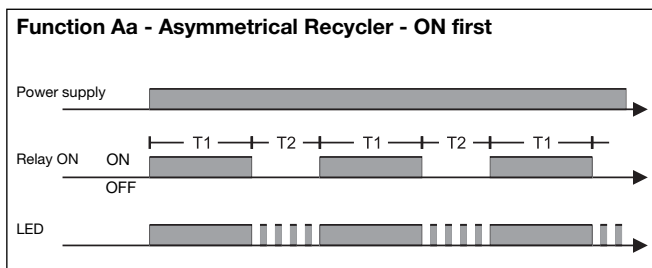 Function Aa - Asymmetrical Recycler - ON first
Power supply
T1 T2 T1 T2 T1
Relay ON ON
OFF
LED